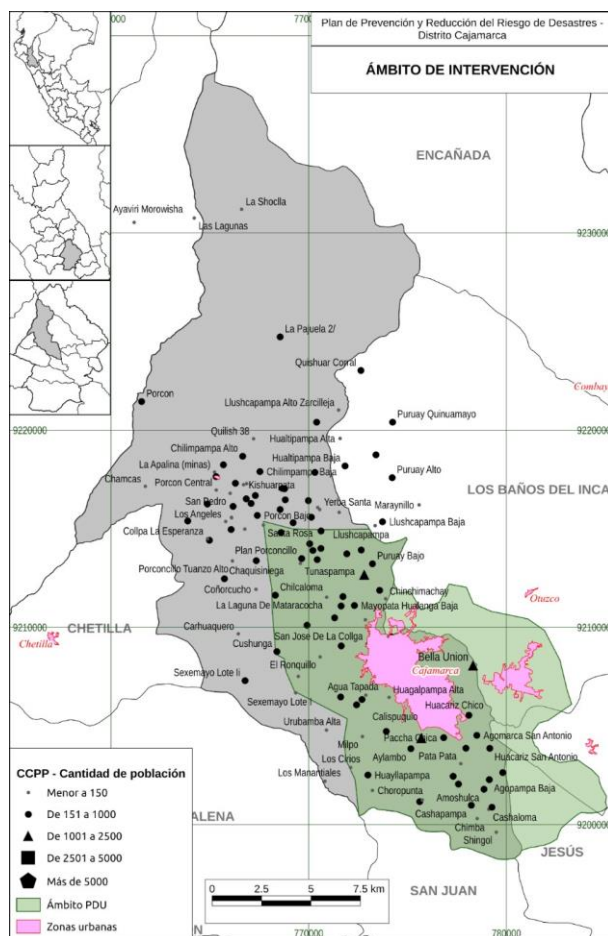 Plan de Prevención y Reducción del Riesgo de Desastres -
Distrito Cajamarca
ÁMBITO DE INTERVENCIÓN
770000
ENCAÑADA
La Shoclla
Ayaviri Morowisha
Las Lagunas
9230000
La Pajuela 2/
Quishuar Corral
Combay
Porcon
Llushcapampa Alto Zarcilleja
Puruay Quinuamayo
9220000
Quilish 38
Hualtipampa Alta
Chilimpampa Alto
Hualtipampa Baja
La Apalina (minas)
Chilimpampa Baja
Puruay Alto
Chamcas
Porcon Central
Kishuarpata
LOS BAÑOS DEL INCA
San Pedro
Yerba Santa
Maraynillo
Los Angeles
Porcon Bajo
Llushcapampa Baja
Collpa La Esperanza
Santa Rosa
Llushcapampa
Plan Porconcillo
Puruay Bajo
Porconcillo Tuanzo Alto
Chaquisiniega
Tunaspampa
Coñorcucho
Chilcaloma
Chinchimachay
Otuzco
La Laguna De Mataracocha
Mayopata Hualanga Baja
CHETILLA
9210000
Chetilla
Carhuaquero
San Jose De La Collga
Cushunga
Bella Union
El Ronquillo
Cajamarca
Sexemayo Lote Ii
Agua Tapada
Huagalpampa Alta
Sexemayo Lote I
Huacariz Chico
Urubamba Alta
Calispuquio
Milpo
Paccha Chica
Agomarca San Antonio
Aylambo
Pata Pata
Huacariz San Antonio
Los Cirios
Los Manantiales
Huayllapampa
Agopampa Baja
Choropunta
Amoshulca
Cashapampa
Cashaloma
9200000
Chimba
Shingol
ALENA
JESÚS
SAN JUAN
CCPP - Cantidad de población
Menor a 150
De 151 a 1000
De 1001 a 2500
De 2501 a 5000
Más de 5000
Ámbito PDU
Zonas urbanas
0 2.5 5 7.5 km
770000
780000